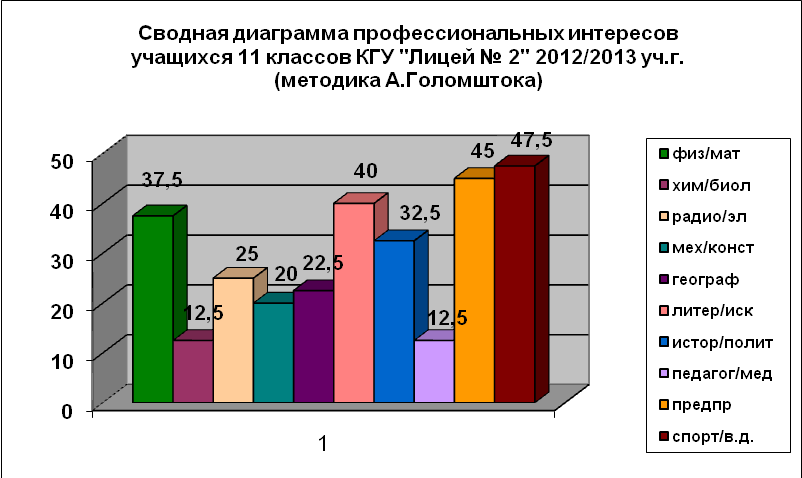 Сводная диаграмма профессиональных интересов
учащихся 11 классов КГУ "Лицей № 2" 2012/2013 уч.г.
(методика А.Голомштока)
50
40
30
20
10
0
37,5
12,5
25
20
22,5
40
32,5
12,5
45
47,5
1
физ/мат
хим/биол
радио/эл
мех/конст
географ
литер/иск
истор/полит
педагог/мед
предпр
спорт/в.д.